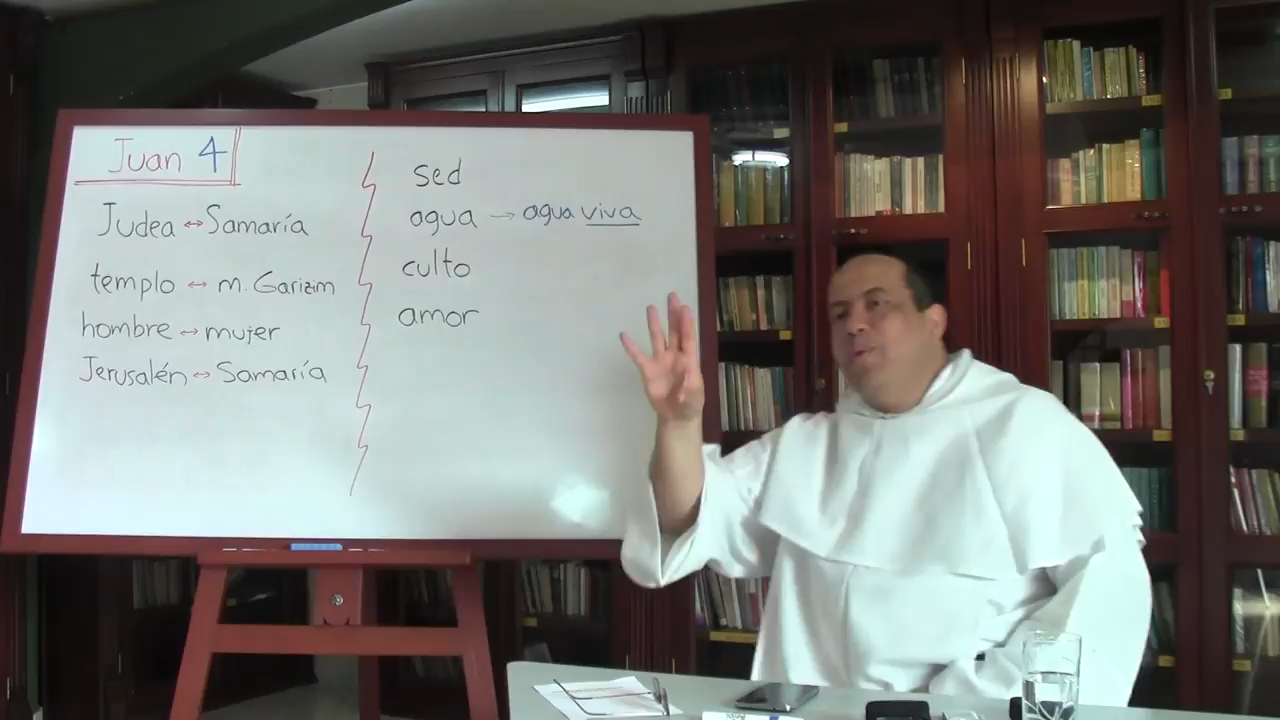 Juan 4
Judea ↔ Samaría
templo ↔ m. Garizim
hombre ↔ mujer
Jerusalén ↔ Samaría
sed
agua → agua viva
culto
amor